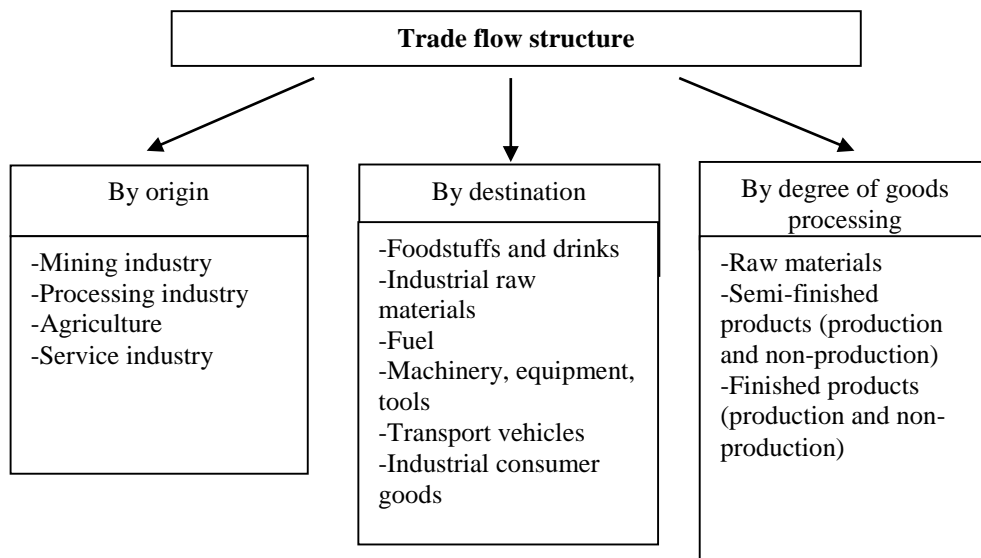 Trade flow structure
By origin
-Mining industry
-Processing industry
-Agriculture
-Service industry
By destination
-Foodstuffs and drinks
-Industrial raw
materials
-Fuel
-Machinery, equipment,
tools
-Transport vehicles
-Industrial consumer
goods
By degree of goods
processing
-Raw materials
-Semi-finished
products (production
and non-production)
-Finished products
(production and non-
production)